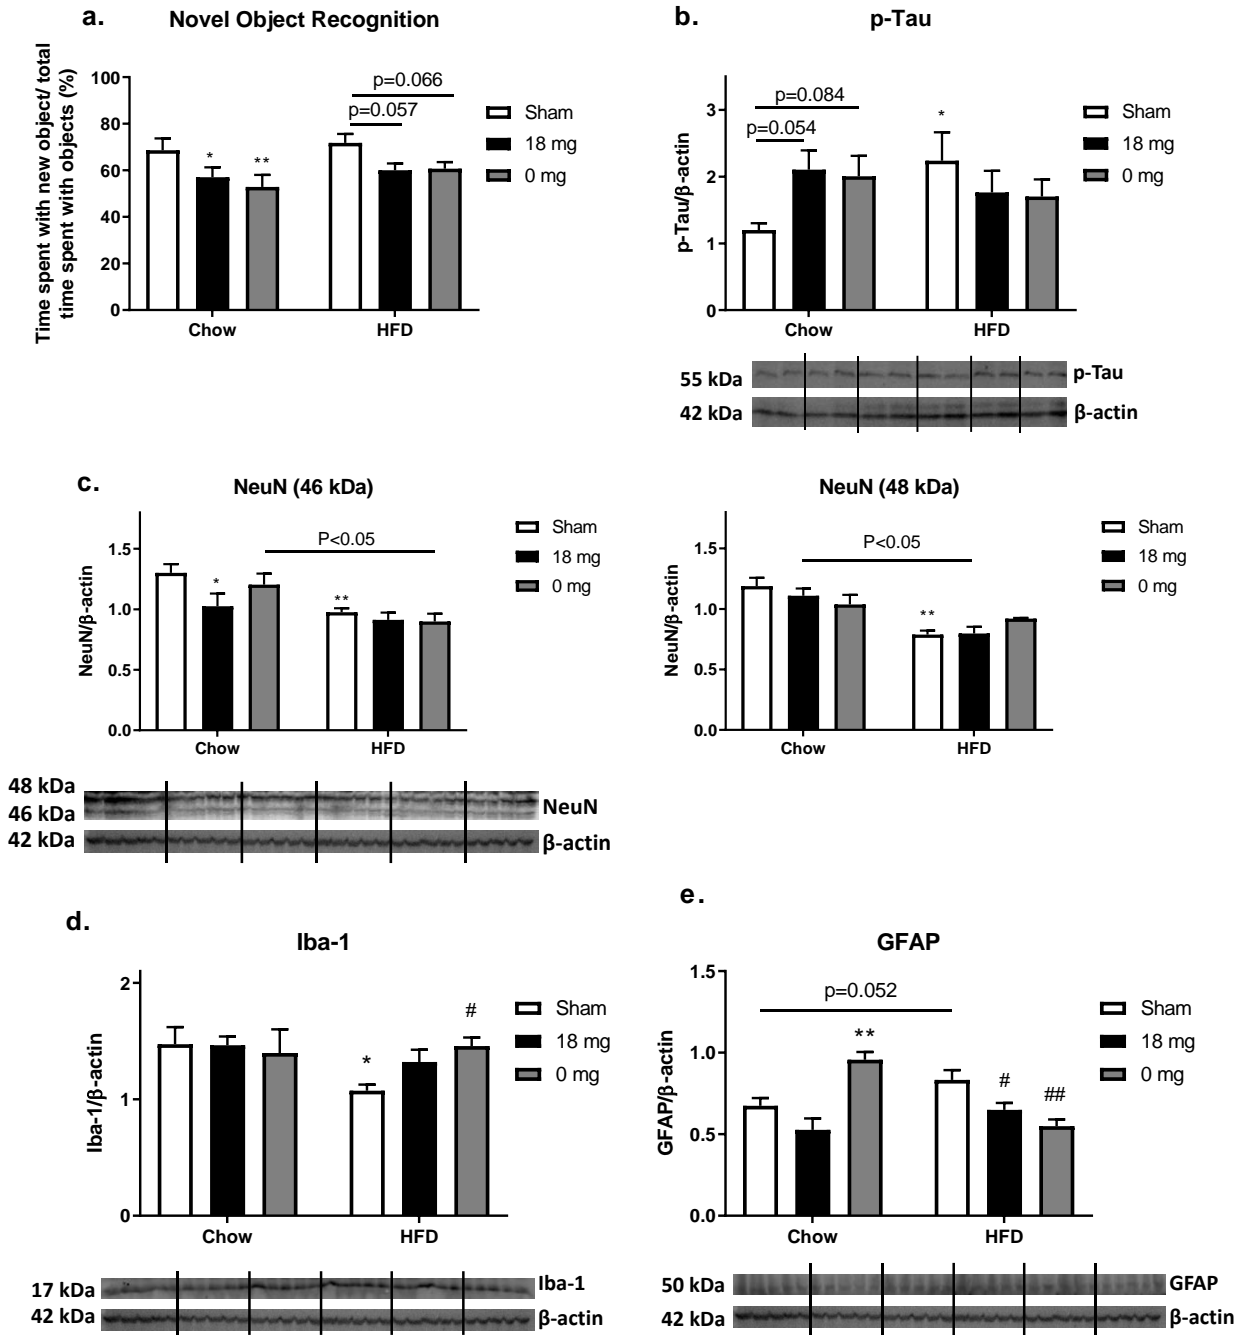 a.
Novel Object Recognition
Time spent with new object/ total
time spent with objects (%)
100
80
60
40
20
0
*
**
p=0.066
p=0.057
Chow
HFD
Sham
18 mg
0 mg
b.
p-Tau
p-Tau/β-actin
3
2
1
0
p=0.084
p=0.054
*
Chow
HFD
Sham
18 mg
0 mg
55 kDa
p-Tau
42 kDa
β-actin
c.
NeuN (46 kDa)
NeuN/β-actin
1.5
1.0
0.5
0.0
P<0.05
*
**
Chow
HFD
Sham
18 mg
0 mg
NeuN (48 kDa)
NeuN/β-actin
1.5
1.0
0.5
0.0
P<0.05
**
Chow
HFD
Sham
18 mg
0 mg
48 kDa
46 kDa
NeuN
42 kDa
β-actin
d.
Iba-1
Iba-1/β-actin
2
1
0
*
#
Chow
HFD
Sham
18 mg
0 mg
17 kDa
Iba-1
42 kDa
β-actin
e.
GFAP
GFAP/β-actin
1.5
1.0
0.5
0.0
p=0.052
**
#
##
Chow
HFD
Sham
18 mg
0 mg
50 kDa
GFAP
42 kDa
β-actin